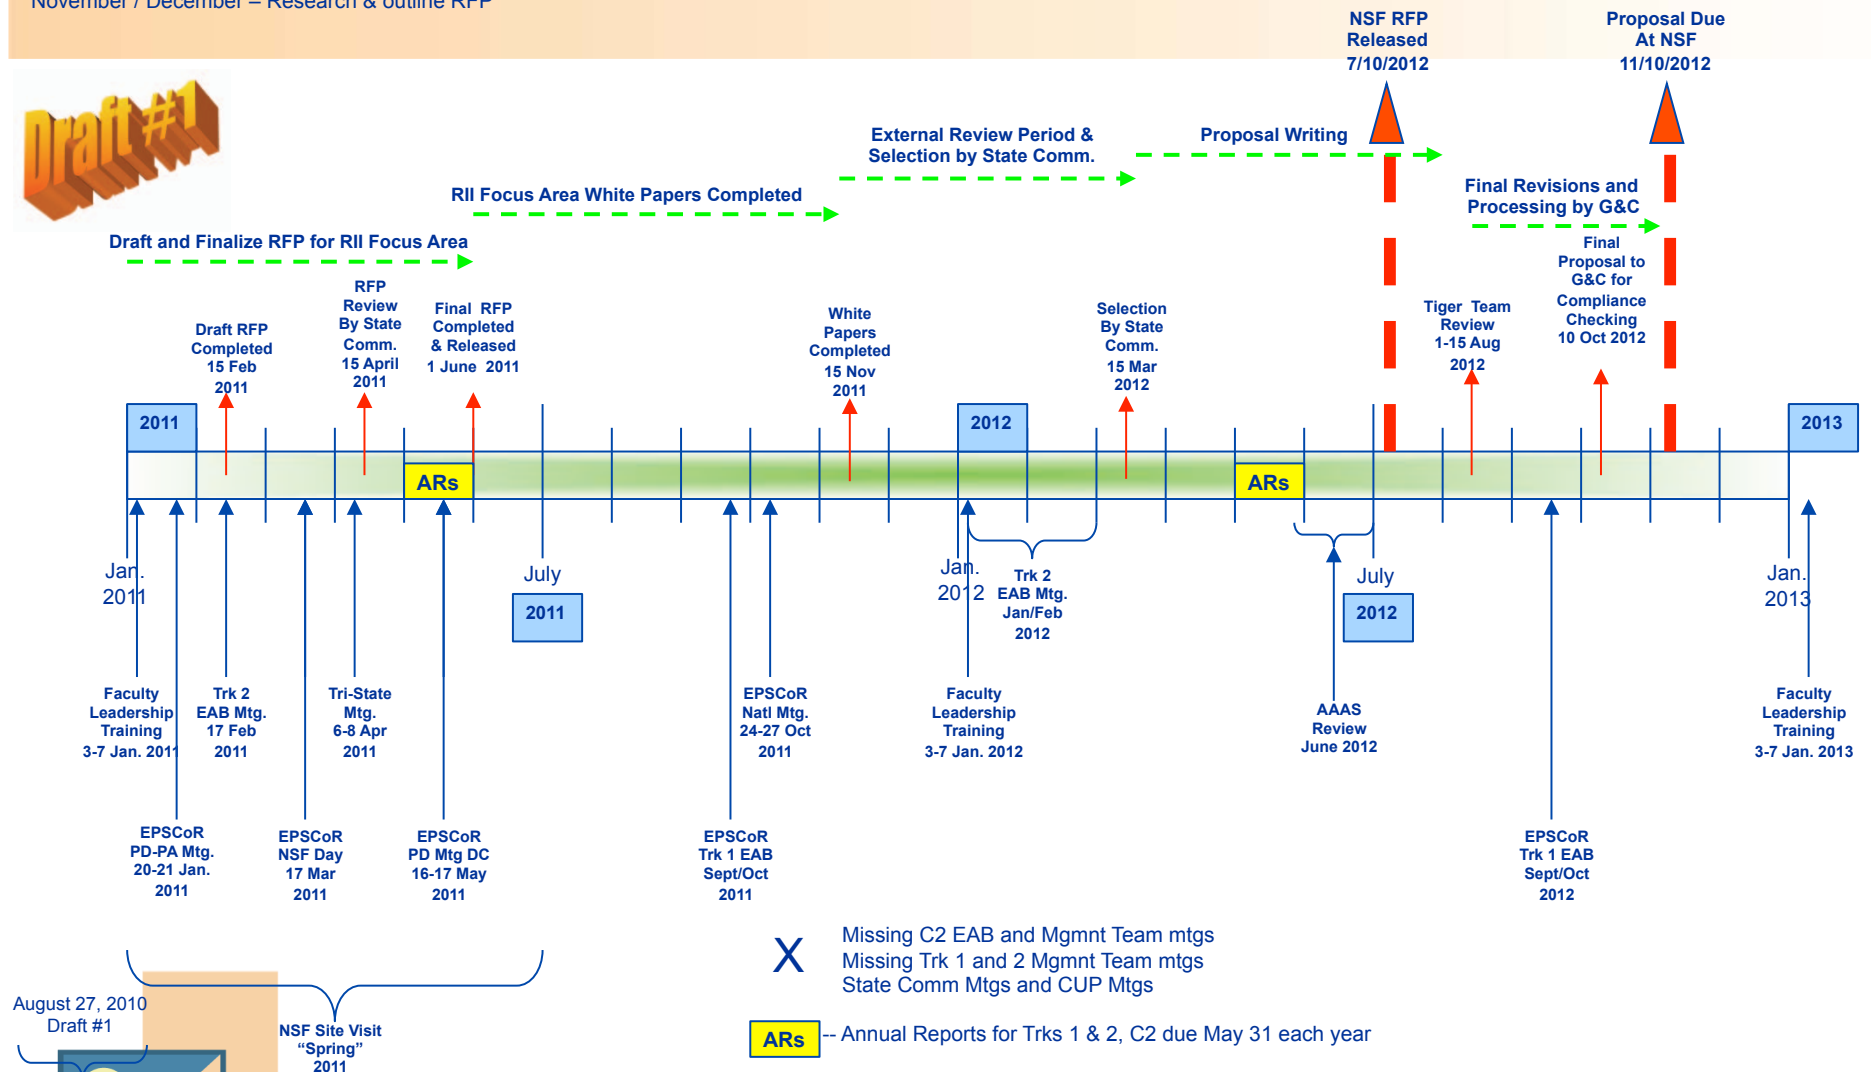 November / December – Research & outline RFP
NSF RFP
Released
7/10/2012
Proposal Due
At NSF
11/10/2012
Draft #1
External Review Period &
Selection by State Comm.
Proposal Writing
RII Focus Area White Papers Completed
Final Revisions and
Processing by G&C
Draft and Finalize RFP for RII Focus Area
Draft RFP
Completed
15 Feb
2011
RFP
Review
By State
Comm.
15 April
2011
Final RFP
Completed
& Released
1 June 2011
White
Papers
Completed
15 Nov
2011
Selection
By State
Comm.
15 Mar
2012
Tiger Team
Review
1-15 Aug
2012
Final
Proposal to
G&C for
Compliance
Checking
10 Oct 2012
2011
2012
2013
ARs
ARs
Jan.
2011
July
2011
Jan.
2012
Trk 2
EAB Mtg.
Jan/Feb
2012
July
2012
Jan.
2013
Faculty
Leadership
Training
3-7 Jan. 2011
Trk 2
EAB Mtg.
17 Feb
2011
Tri-State
Mtg.
6-8 Apr
2011
EPSCoR
Natl Mtg.
24-27 Oct
2011
Faculty
Leadership
Training
3-7 Jan. 2012
AAAS
Review
June 2012
Faculty
Leadership
Training
3-7 Jan. 2013
EPSCoR
PD-PA Mtg.
20-21 Jan.
2011
EPSCoR
NSF Day
17 Mar
2011
EPSCoR
PD Mtg DC
16-17 May
2011
EPSCoR
Trk 1 EAB
Sept/Oct
2011
EPSCoR
Trk 1 EAB
Sept/Oct
2012
X
Missing C2 EAB and Mgmnt Team mtgs
Missing Trk 1 and 2 Mgmnt Team mtgs
State Comm Mtgs and CUP Mtgs
August 27, 2010
Draft #1
NSF Site Visit
“Spring”
2011
ARs -- Annual Reports for Trks 1 & 2, C2 due May 31 each year